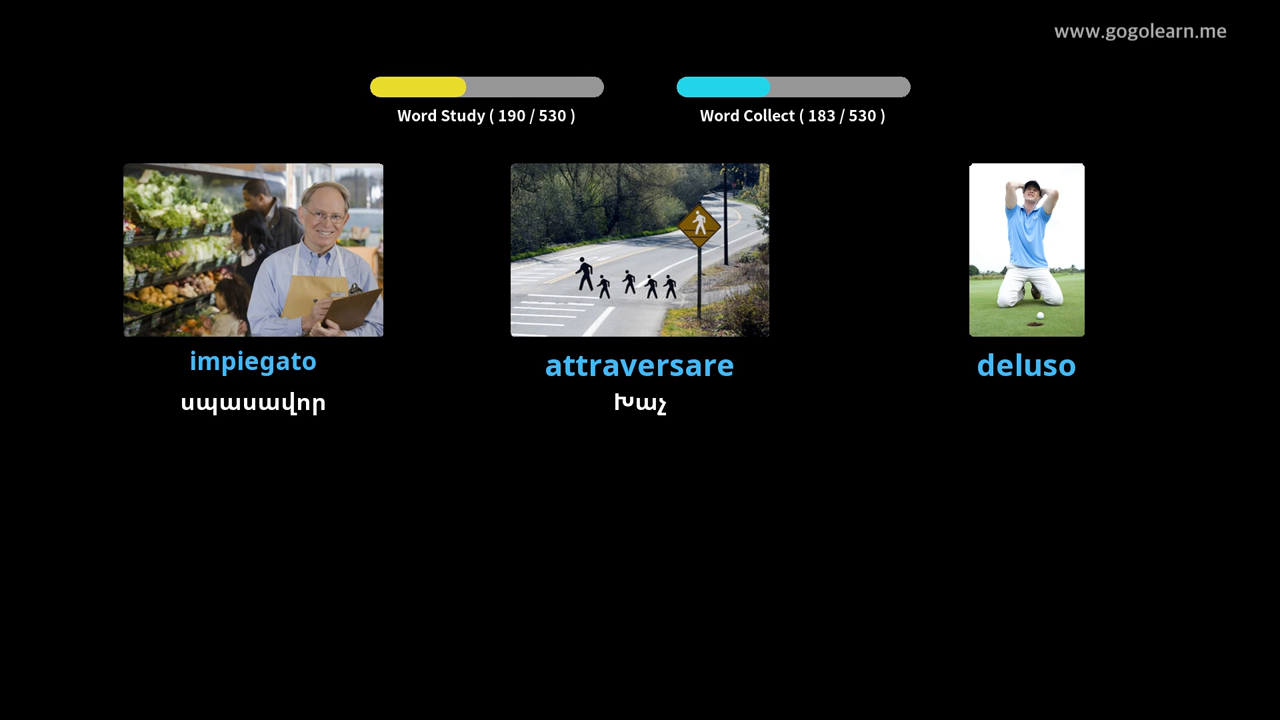 www.gogolearn.me
Word Study ( 190 / 530 )
Word Collect ( 183 / 530 )
impiegato
attraversare
deluso
սպասավոր
Խաչ